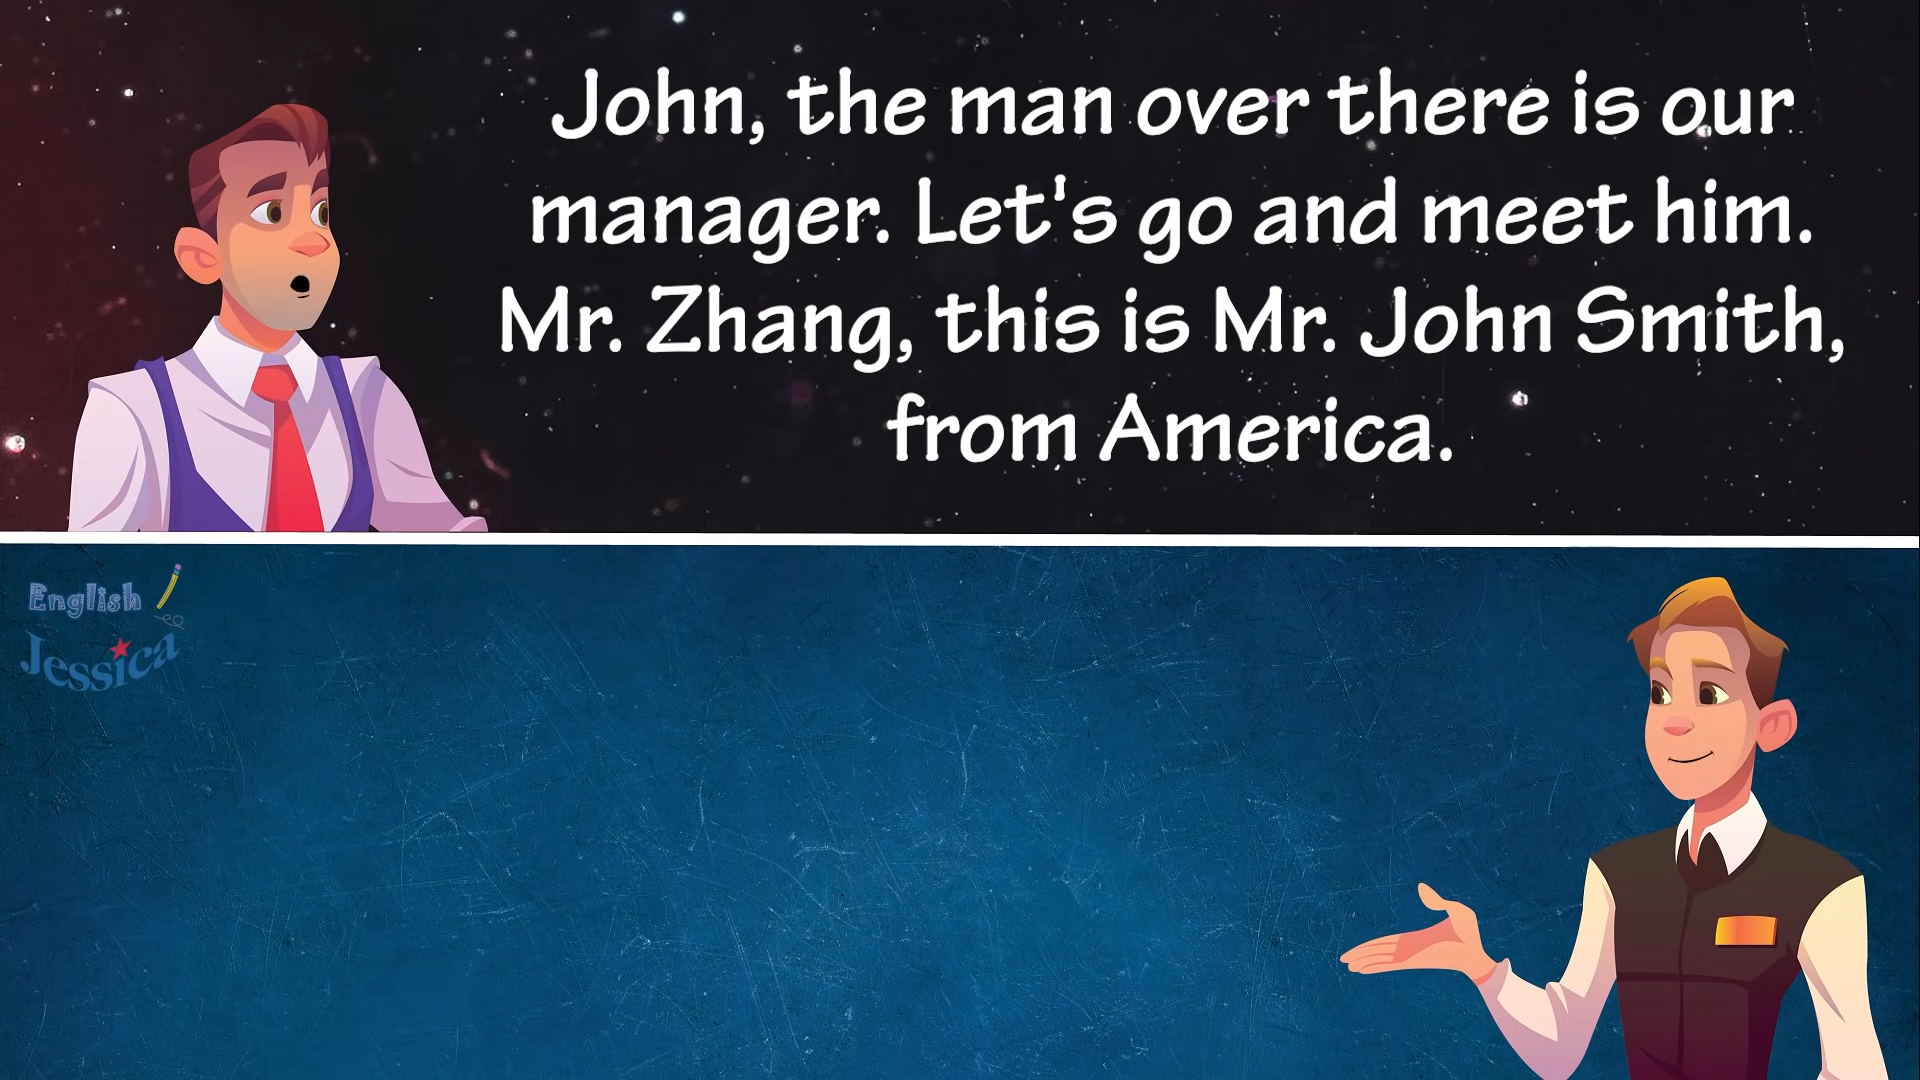 John, the man over there is our
manager. Let's go and meet him.
Mr. Zhang, this is Mr. John Smith,
from America.
English
Jessica